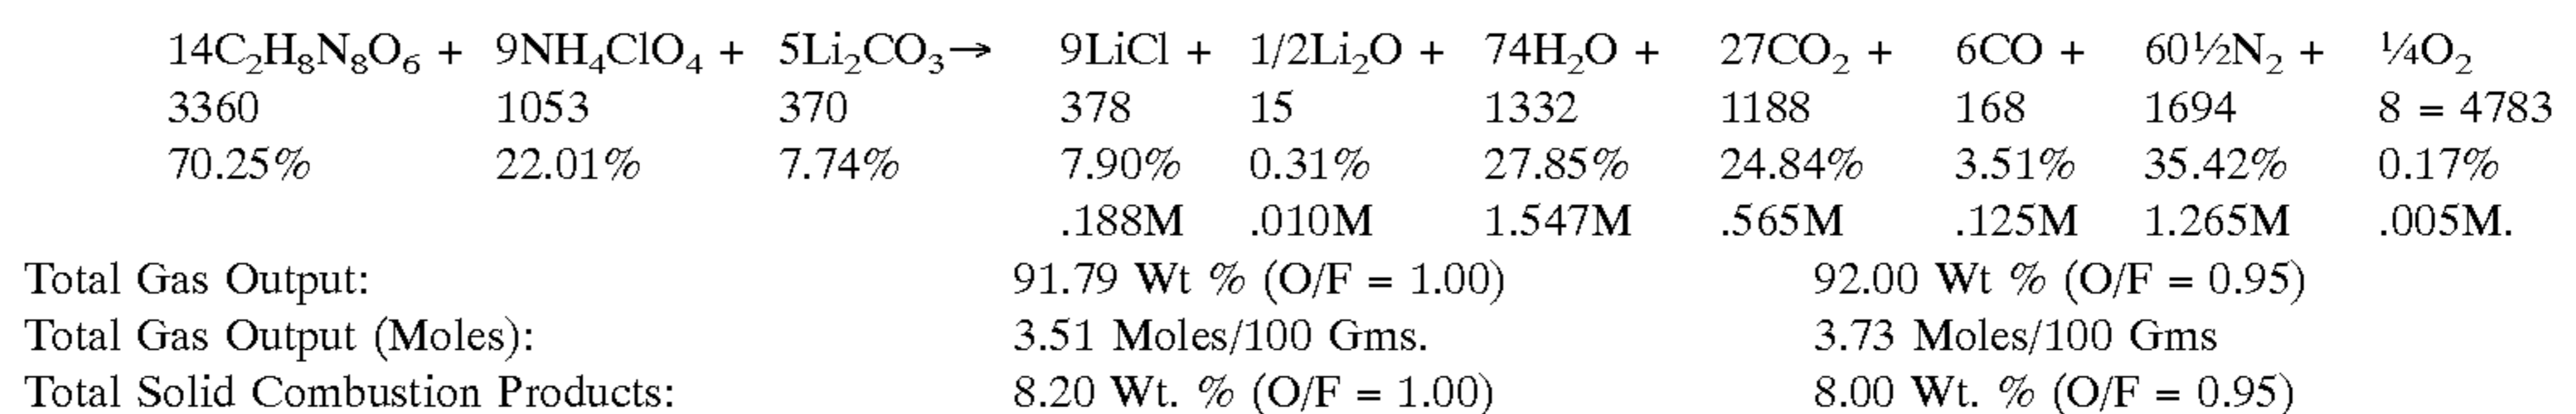 14C₂H₈N₈O₆ + 9NH₄ClO₄ + 5Li₂CO₃→ 9LiCl + 1/2Li₂O + 74H₂O + 27CO₂ + 6CO + 60½N₂ + ¼O₂
3360 1053 370 378 15 1332 1188 168 1694 8 = 4783
70.25% 22.01% 7.74% 7.90% 0.31% 27.85% 24.84% 3.51% 35.42% 0.17%
.188M .010M 1.547M .565M .125M 1.265M .005M.
Total Gas Output: 91.79 Wt % (O/F = 1.00) 92.00 Wt % (O/F = 0.95)
Total Gas Output (Moles): 3.51 Moles/100 Gms. 3.73 Moles/100 Gms
Total Solid Combustion Products: 8.20 Wt. % (O/F = 1.00) 8.00 Wt. % (O/F = 0.95)